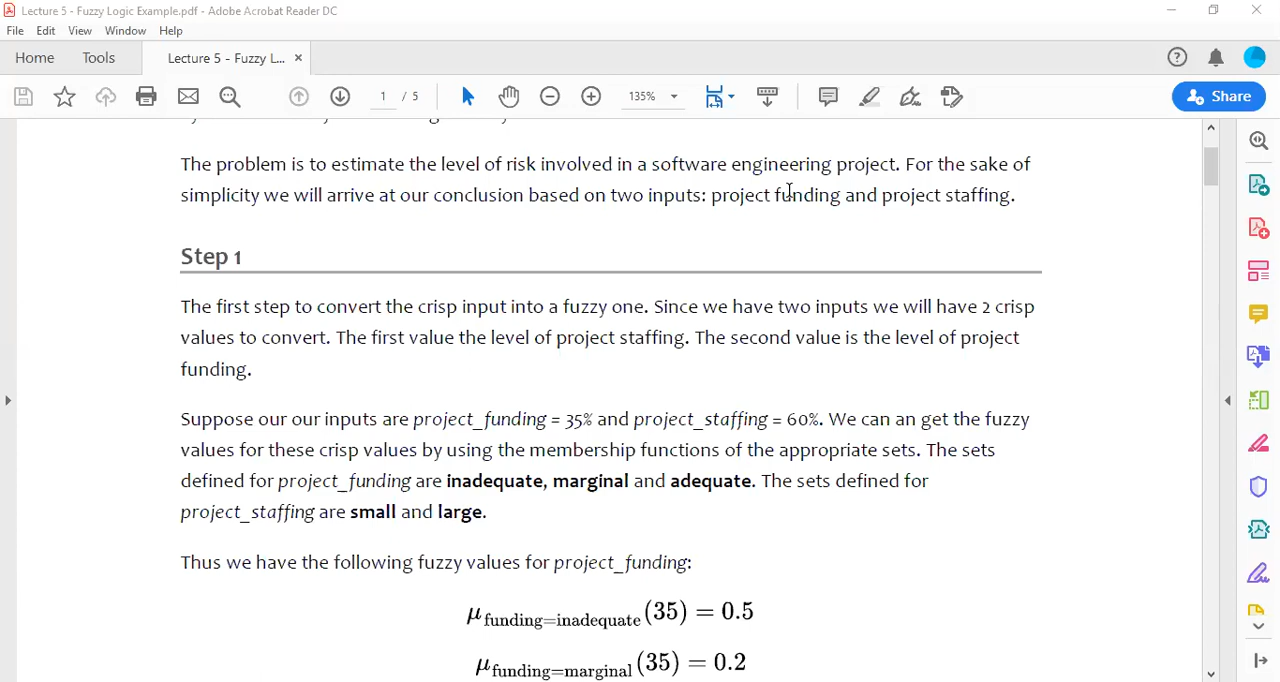 Lecture 5 - Fuzzy Logic Example.pdf - Adobe Acrobat Reader DC
File Edit View Window Help
Home Tools Lecture 5 - Fuzzy L... ×
1 / 5 135% Share
The problem is to estimate the level of risk involved in a software engineering project. For the sake of
simplicity we will arrive at our conclusion based on two inputs: project funding and project staffing.
Step 1
The first step to convert the crisp input into a fuzzy one. Since we have two inputs we will have 2 crisp
values to convert. The first value the level of project staffing. The second value is the level of project
funding.
Suppose our our inputs are project_funding = 35% and project_staffing = 60%. We can an get the fuzzy
values for these crisp values by using the membership functions of the appropriate sets. The sets
defined for project_funding are inadequate, marginal and adequate. The sets defined for
project_staffing are small and large.
Thus we have the following fuzzy values for project_funding:
μ funding=inadequate (35) = 0.5
μ funding=marginal (35) = 0.2